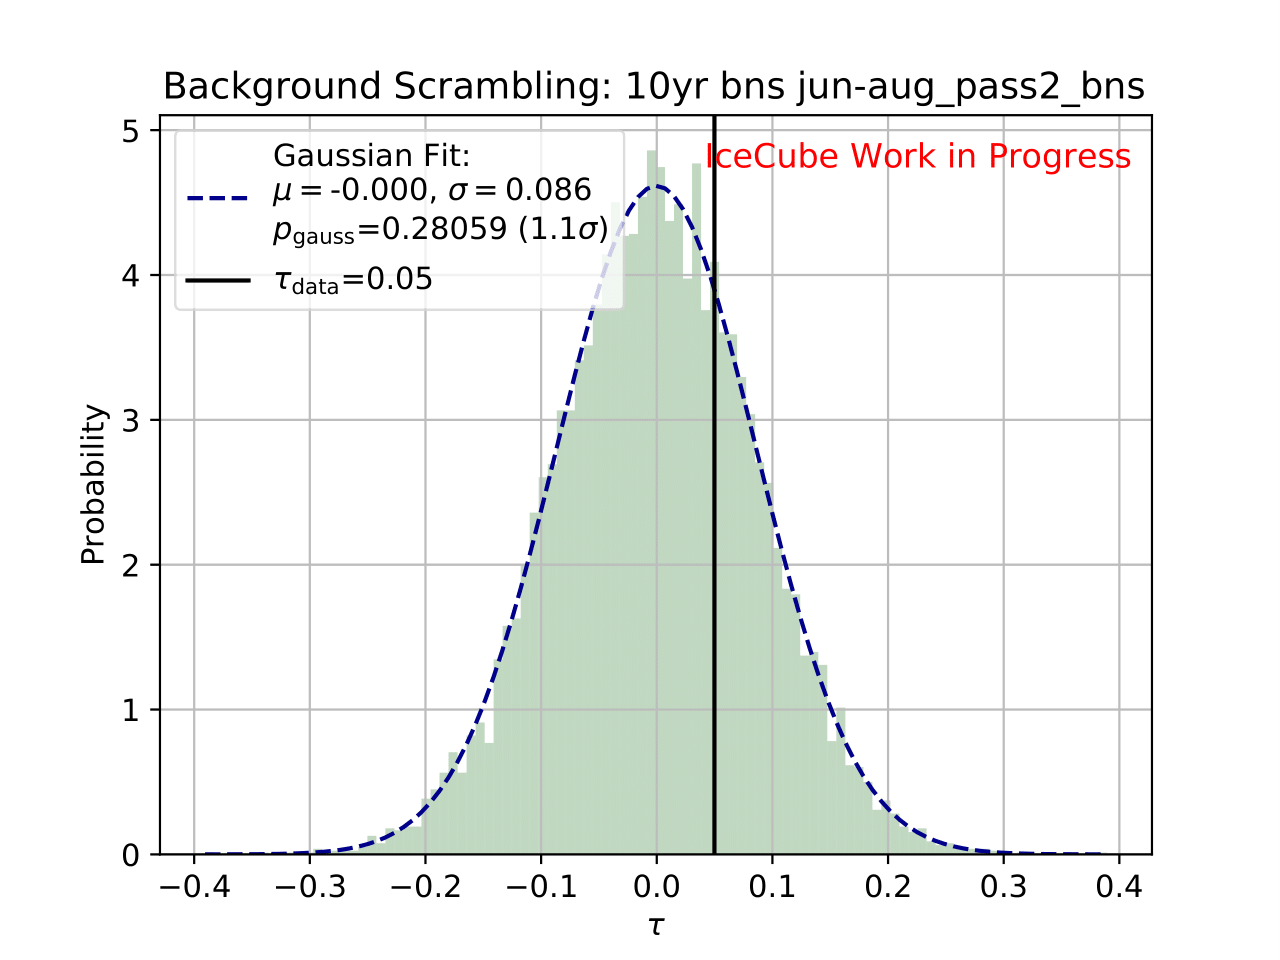 Background Scrambling: 10yr bns jun-aug_pass2_bns
IceCube Work in Progress
Gaussian Fit:
μ = -0.000, σ = 0.086
p_gauss=0.28059 (1.1σ)
τ_data=0.05
5
4
3
2
1
0
Probability
−0.4 −0.3 −0.2 −0.1 0.0 0.1 0.2 0.3 0.4
τ